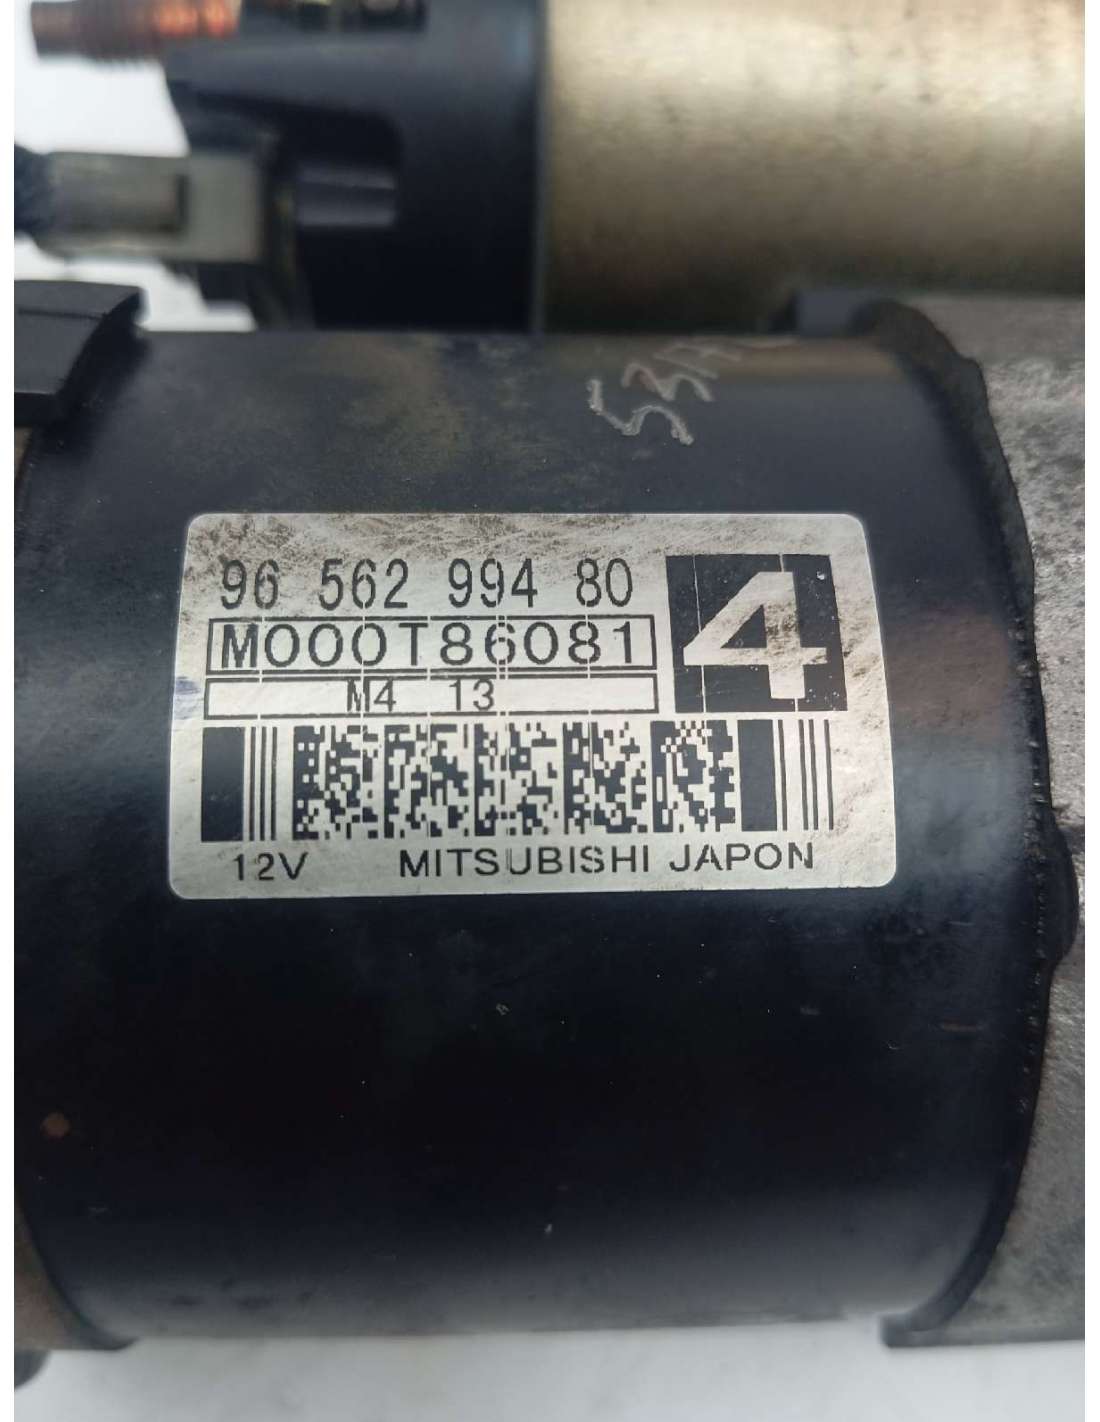 96 562 994 80
4
M000T86081
M4 13
12V MITSUBISHI JAPON